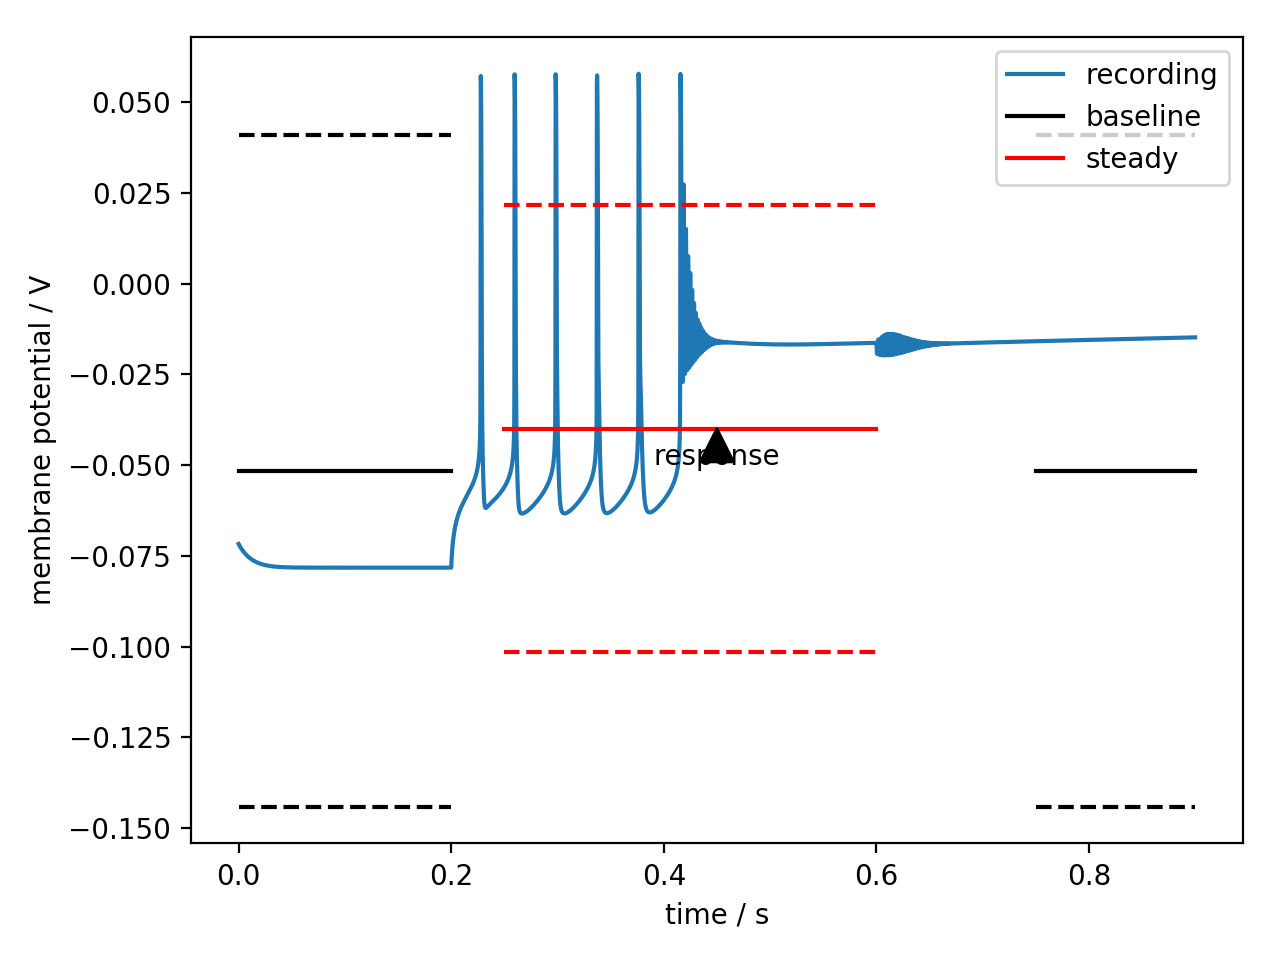 recording
baseline
steady
response
membrane potential / V
0.050
0.025
0.000
−0.025
−0.050
−0.075
−0.100
−0.125
−0.150
0.0 0.2 0.4 0.6 0.8
time / s